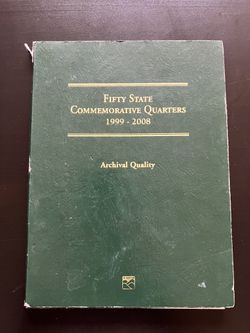 FIFTY STATE
COMMEMORATIVE QUARTERS
1999 - 2008
Archival Quality